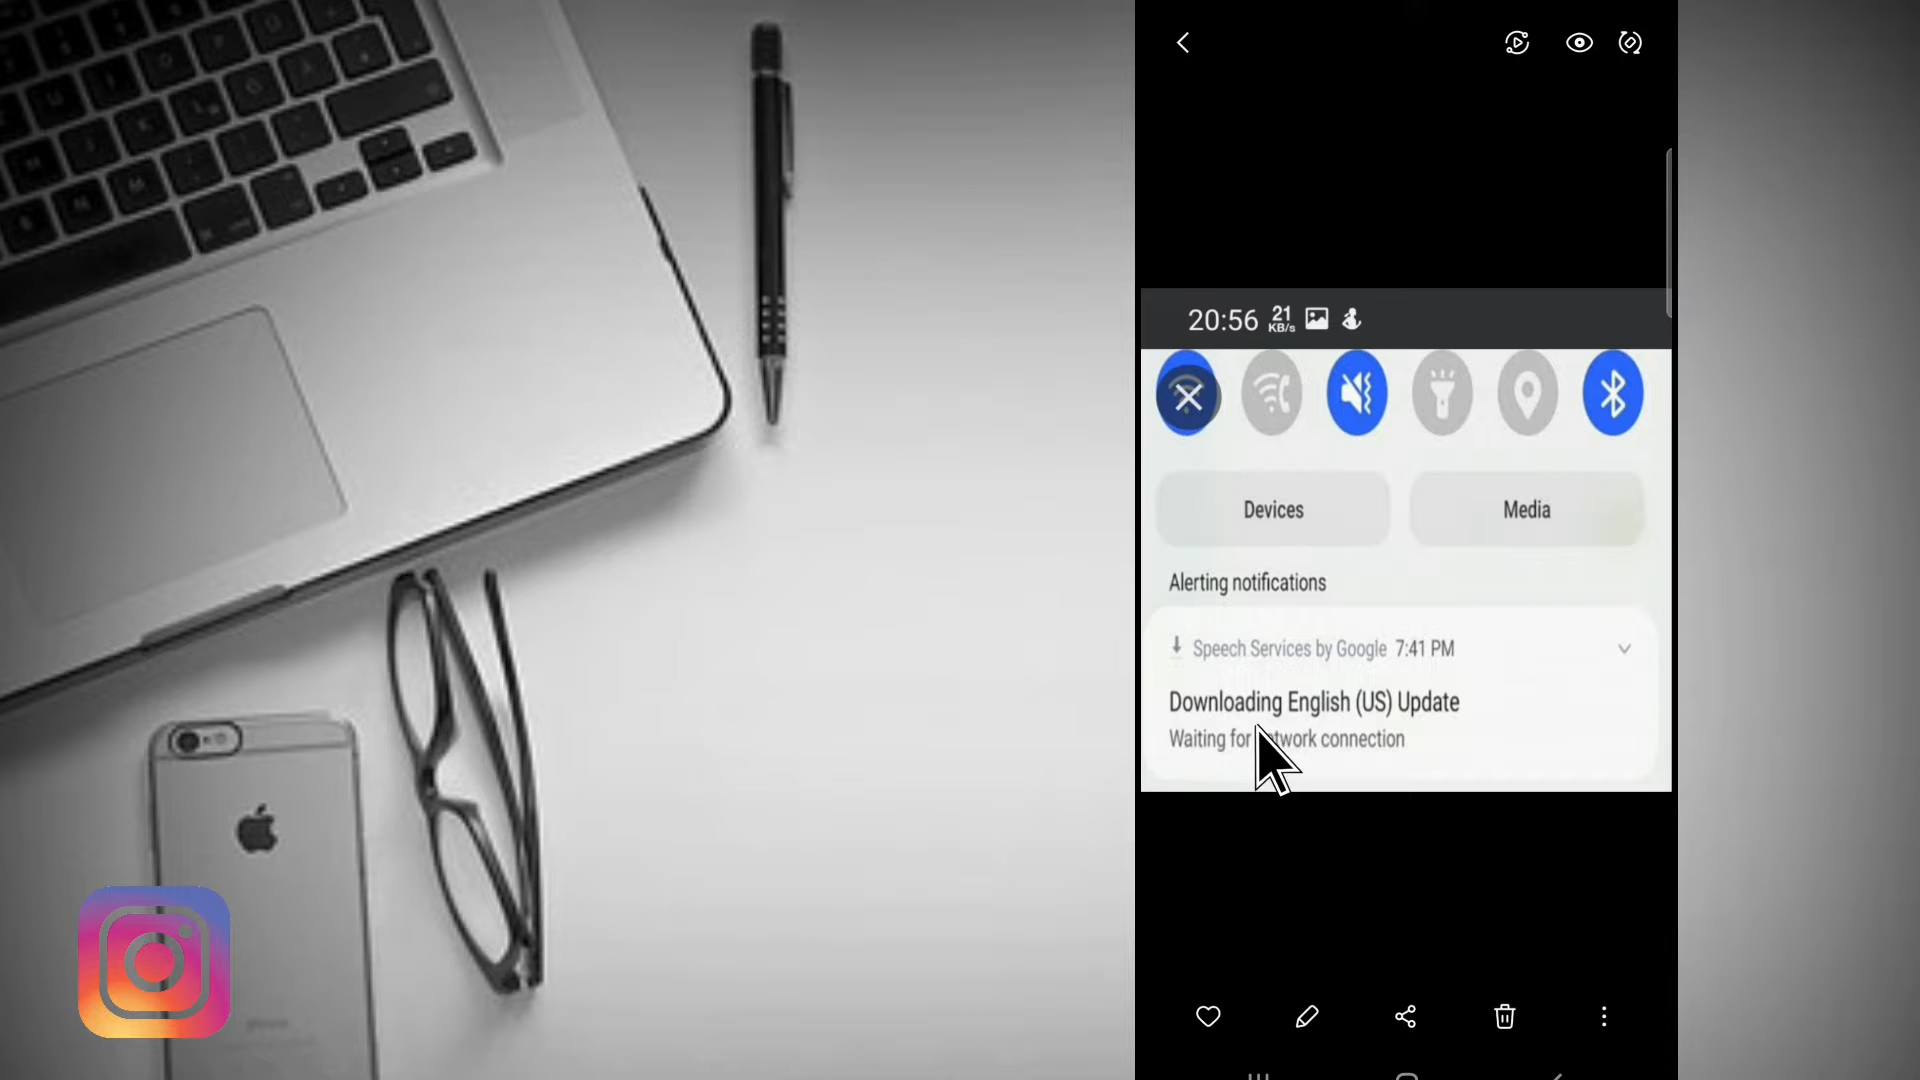 20:56 21 KB/s
Devices
Media
Alerting notifications
Speech Services by Google 7:41 PM
Downloading English (US) Update
Waiting for network connection